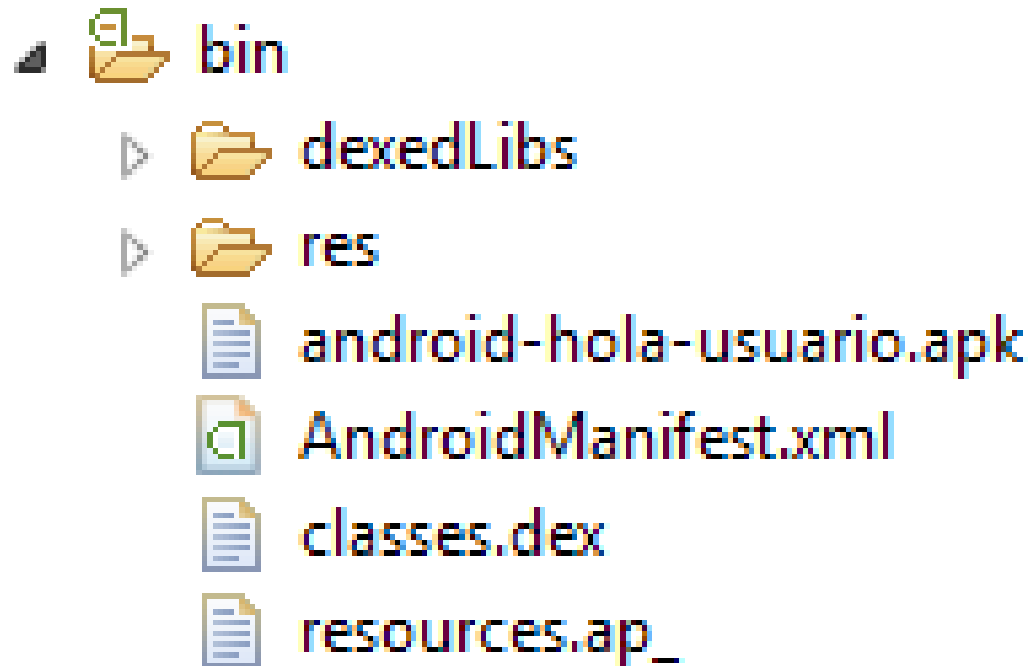 bin
dexedLibs
res
android-hola-usuario.apk
AndroidManifest.xml
classes.dex
resources.ap_